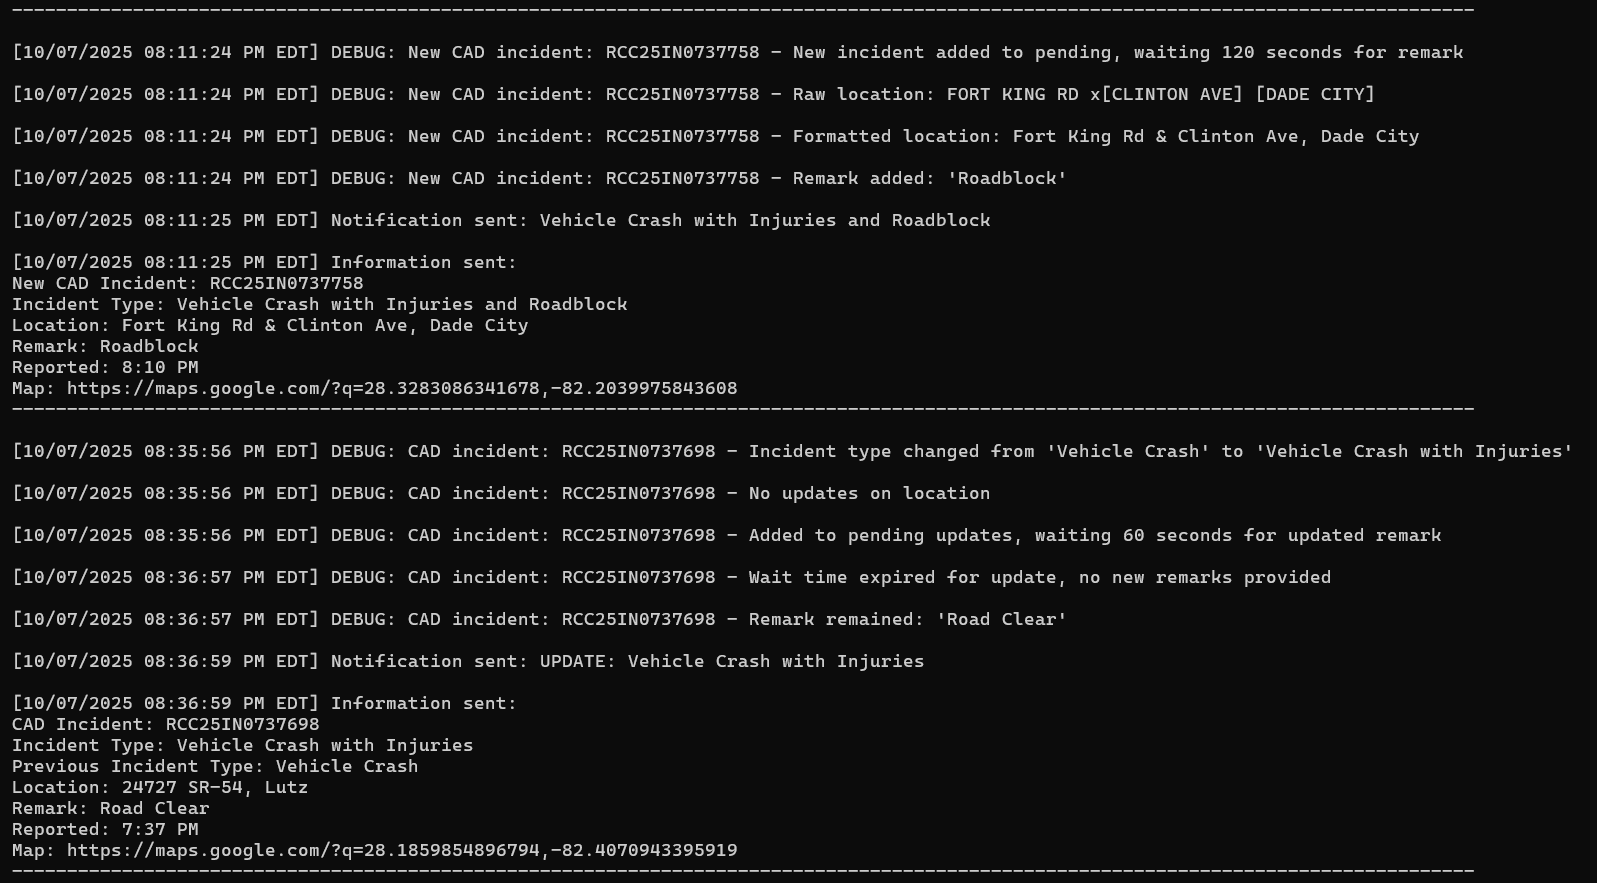 [10/07/2025 08:11:24 PM EDT] DEBUG: New CAD incident: RCC25IN0737758 - New incident added to pending, waiting 120 seconds for remark
[10/07/2025 08:11:24 PM EDT] DEBUG: New CAD incident: RCC25IN0737758 - Raw location: FORT KING RD x[CLINTON AVE] [DADE CITY]
[10/07/2025 08:11:24 PM EDT] DEBUG: New CAD incident: RCC25IN0737758 - Formatted location: Fort King Rd & Clinton Ave, Dade City
[10/07/2025 08:11:24 PM EDT] DEBUG: New CAD incident: RCC25IN0737758 - Remark added: 'Roadblock'
[10/07/2025 08:11:25 PM EDT] Notification sent: Vehicle Crash with Injuries and Roadblock
[10/07/2025 08:11:25 PM EDT] Information sent:
New CAD Incident: RCC25IN0737758
Incident Type: Vehicle Crash with Injuries and Roadblock
Location: Fort King Rd & Clinton Ave, Dade City
Remark: Roadblock
Reported: 8:10 PM
Map: https://maps.google.com/?q=28.3283086341678,-82.2039975843608
[10/07/2025 08:35:56 PM EDT] DEBUG: CAD incident: RCC25IN0737698 - Incident type changed from 'Vehicle Crash' to 'Vehicle Crash with Injuries'
[10/07/2025 08:35:56 PM EDT] DEBUG: CAD incident: RCC25IN0737698 - No updates on location
[10/07/2025 08:35:56 PM EDT] DEBUG: CAD incident: RCC25IN0737698 - Added to pending updates, waiting 60 seconds for updated remark
[10/07/2025 08:36:57 PM EDT] DEBUG: CAD incident: RCC25IN0737698 - Wait time expired for update, no new remarks provided
[10/07/2025 08:36:57 PM EDT] DEBUG: CAD incident: RCC25IN0737698 - Remark remained: 'Road Clear'
[10/07/2025 08:36:59 PM EDT] Notification sent: UPDATE: Vehicle Crash with Injuries
[10/07/2025 08:36:59 PM EDT] Information sent:
CAD Incident: RCC25IN0737698
Incident Type: Vehicle Crash with Injuries
Previous Incident Type: Vehicle Crash
Location: 24727 SR-54, Lutz
Remark: Road Clear
Reported: 7:37 PM
Map: https://maps.google.com/?q=28.1859854896794,-82.4070943395919